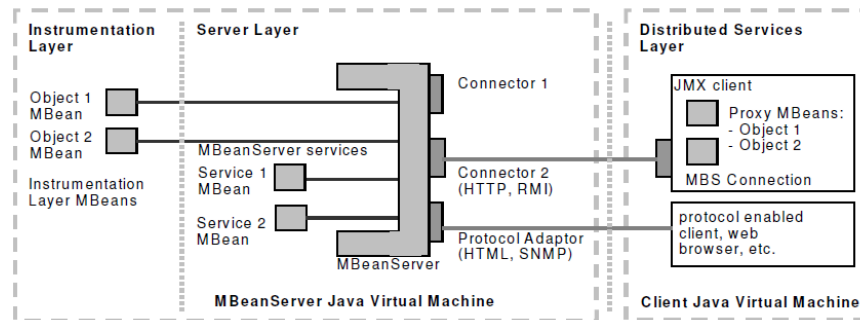 Instrumentation
Layer
Server Layer
Distributed Services
Layer
Object 1
MBean
Object 2
MBean
Instrumentation
Layer MBeans
MBeanServer services
Service 1
MBean
Service 2
MBean
MBeanServer
Connector 1
Connector 2
(HTTP, RMI)
Protocol Adaptor
(HTML, SNMP)
JMX client
Proxy MBeans:
- Object 1
- Object 2
MBS Connection
protocol enabled
client, web
browser, etc.
MBeanServer Java Virtual Machine
Client Java Virtual Machine